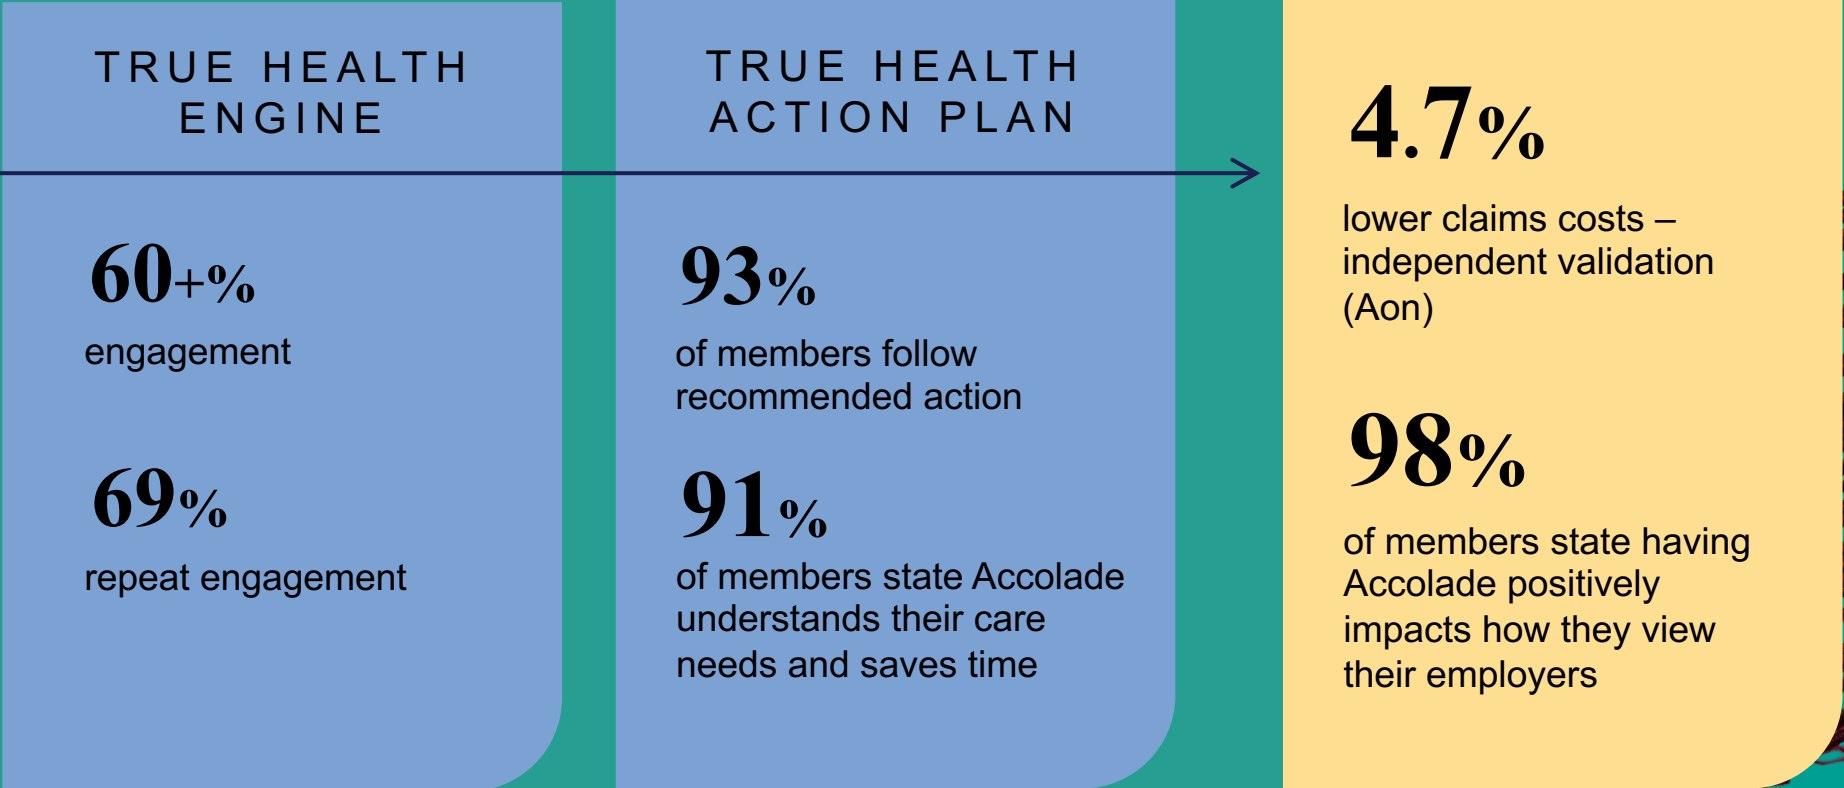 TRUE HEALTH
ENGINE
60+%
engagement
69%
repeat engagement
TRUE HEALTH
ACTION PLAN
93%
of members follow
recommended action
91%
of members state Accolade
understands their care
needs and saves time
4.7%
lower claims costs –
independent validation
(Aon)
98%
of members state having
Accolade positively
impacts how they view
their employers